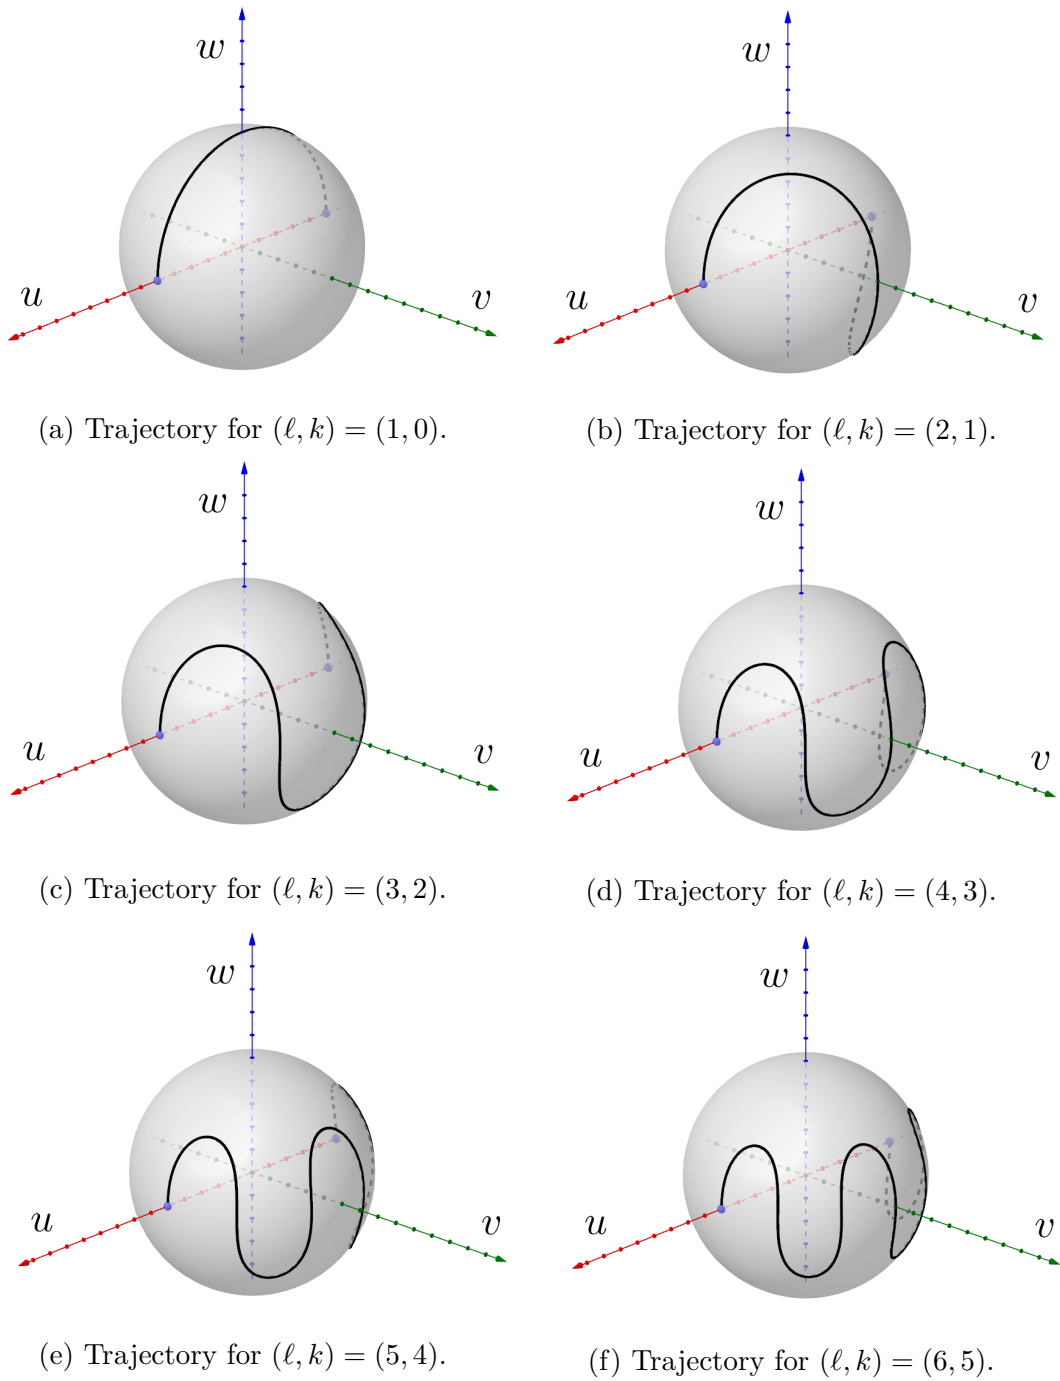 w
w
u
v
u
v
(a) Trajectory for (ℓ, k) = (1, 0).
(b) Trajectory for (ℓ, k) = (2, 1).
w
w
u
v
u
v
(c) Trajectory for (ℓ, k) = (3, 2).
(d) Trajectory for (ℓ, k) = (4, 3).
w
w
u
v
u
v
(e) Trajectory for (ℓ, k) = (5, 4).
(f) Trajectory for (ℓ, k) = (6, 5).